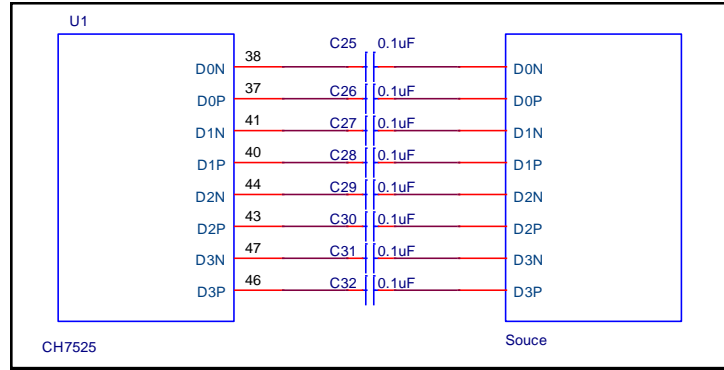 U1
C25 0.1uF
D0N 38 D0N
D0P 37 C26 0.1uF D0P
D1N 41 C27 0.1uF D1N
D1P 40 C28 0.1uF D1P
D2N 44 C29 0.1uF D2N
D2P 43 C30 0.1uF D2P
D3N 47 C31 0.1uF D3N
D3P 46 C32 0.1uF D3P
CH7525 Souce